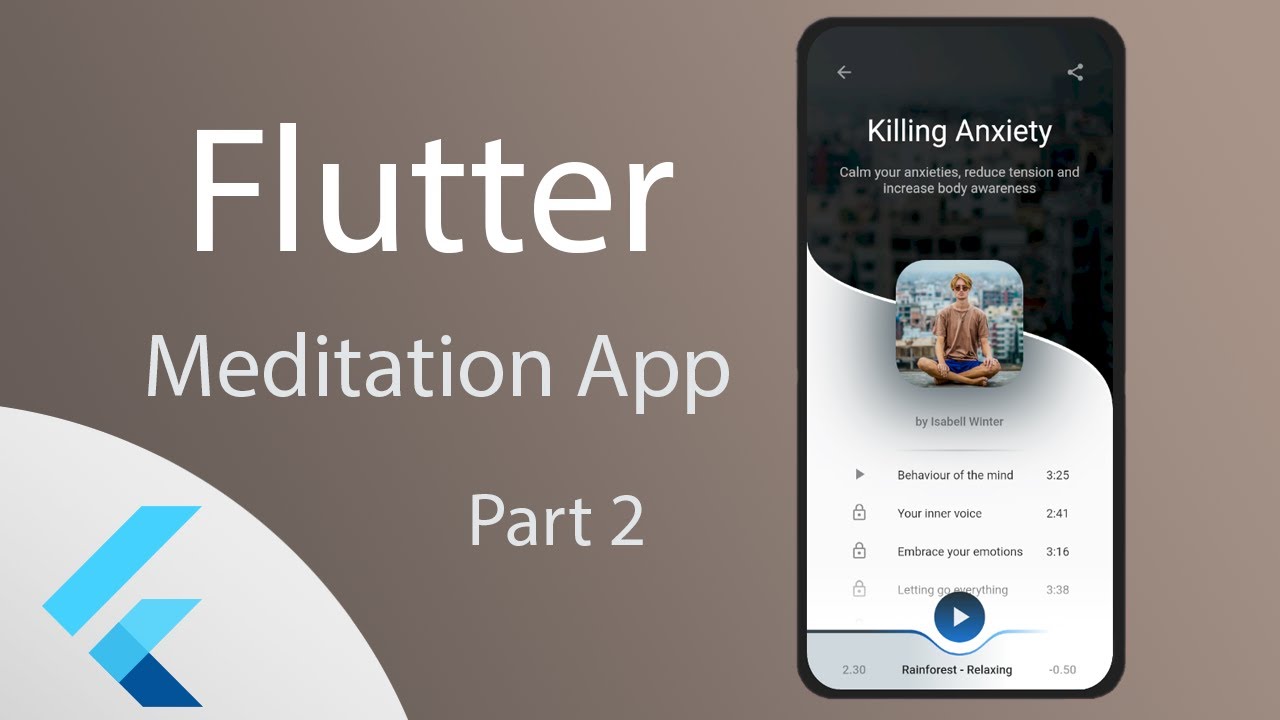 Flutter
Meditation App
Part 2
Killing Anxiety
Calm your anxieties, reduce tension and
increase body awareness
by Isabell Winter
Behaviour of the mind 3:25
Your inner voice 2:41
Embrace your emotions 3:16
Letting go everything 3:38
2.30 Rainforest - Relaxing -0.50